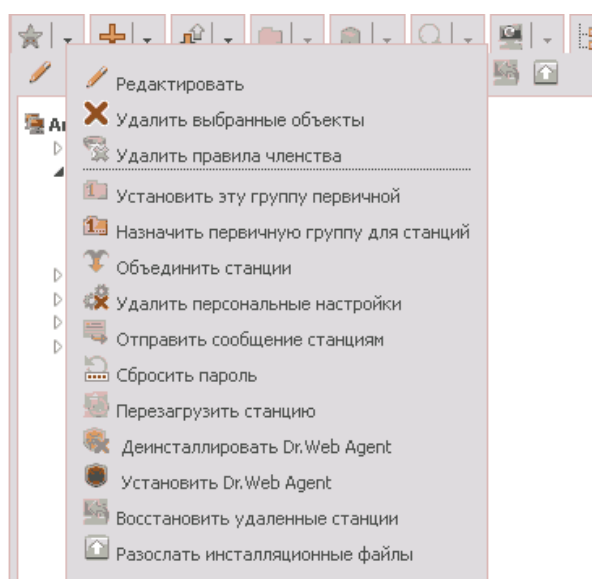 Редактировать
Удалить выбранные объекты
Удалить правила членства
Установить эту группу первичной
Назначить первичную группу для станций
Объединить станции
Удалить персональные настройки
Отправить сообщение станциям
Сбросить пароль
Перезагрузить станцию
Деинсталлировать Dr.Web Agent
Установить Dr.Web Agent
Восстановить удаленные станции
Разослать инсталляционные файлы